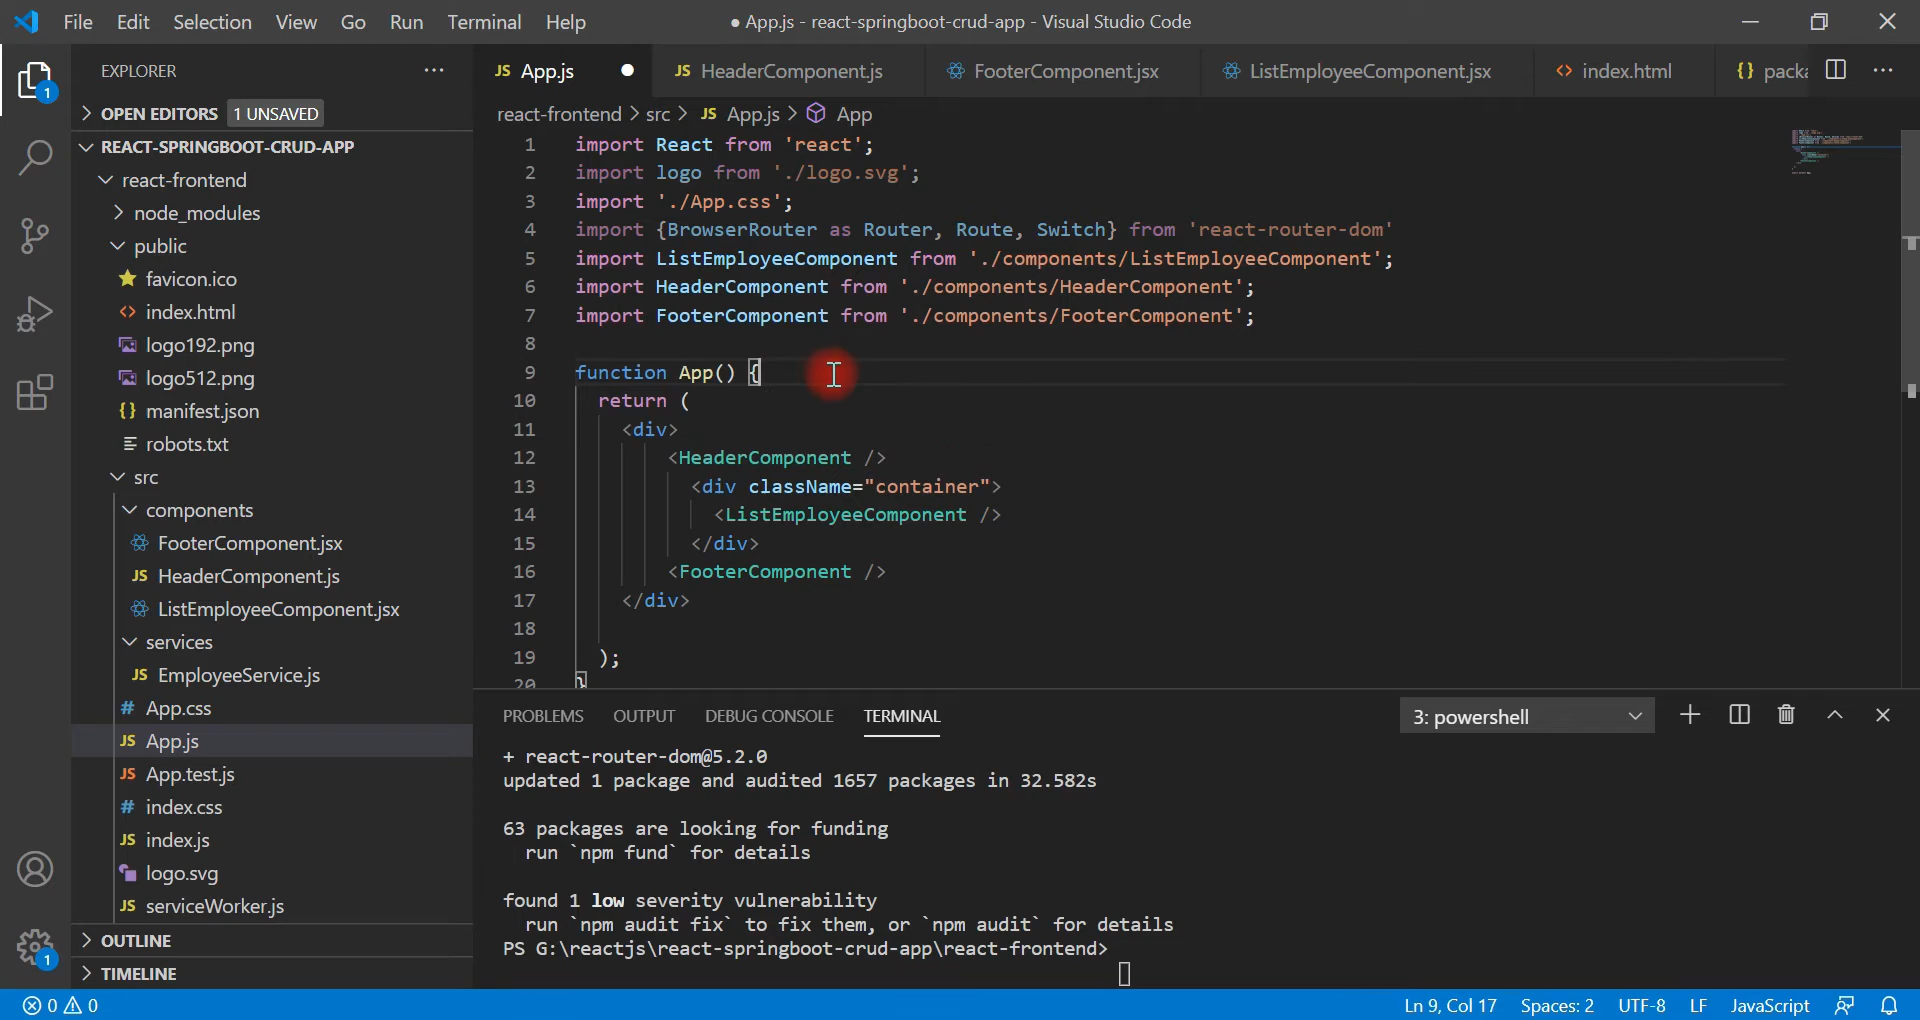 File Edit Selection View Go Run Terminal Help
● App.js - react-springboot-crud-app - Visual Studio Code
EXPLORER
OPEN EDITORS 1 UNSAVED
REACT-SPRINGBOOT-CRUD-APP
react-frontend
node_modules
public
favicon.ico
index.html
logo192.png
logo512.png
manifest.json
robots.txt
src
components
FooterComponent.jsx
JS HeaderComponent.js
ListEmployeeComponent.jsx
services
JS EmployeeService.js
# App.css
JS App.js
JS App.test.js
# index.css
JS index.js
logo.svg
JS serviceWorker.js
OUTLINE
TIMELINE
1
1
JS App.js ● JS HeaderComponent.js FooterComponent.jsx ListEmployeeComponent.jsx <> index.html {} packa
react-frontend > src > JS App.js > App
1 import React from 'react';
2 import logo from './logo.svg';
3 import './App.css';
4 import {BrowserRouter as Router, Route, Switch} from 'react-router-dom'
5 import ListEmployeeComponent from './components/ListEmployeeComponent';
6 import HeaderComponent from './components/HeaderComponent';
7 import FooterComponent from './components/FooterComponent';
8
9 function App() {
10 return (
11 <div>
12 <HeaderComponent />
13 <div className="container">
14 <ListEmployeeComponent />
15 </div>
16 <FooterComponent />
17 </div>
18
19 );
20 }
PROBLEMS OUTPUT DEBUG CONSOLE TERMINAL 3: powershell
+ react-router-dom@5.2.0
updated 1 package and audited 1657 packages in 32.582s
63 packages are looking for funding
run `npm fund` for details
found 1 low severity vulnerability
run `npm audit fix` to fix them, or `npm audit` for details
PS G:\reactjs\react-springboot-crud-app\react-frontend>
0 0 Ln 9, Col 17 Spaces: 2 UTF-8 LF JavaScript